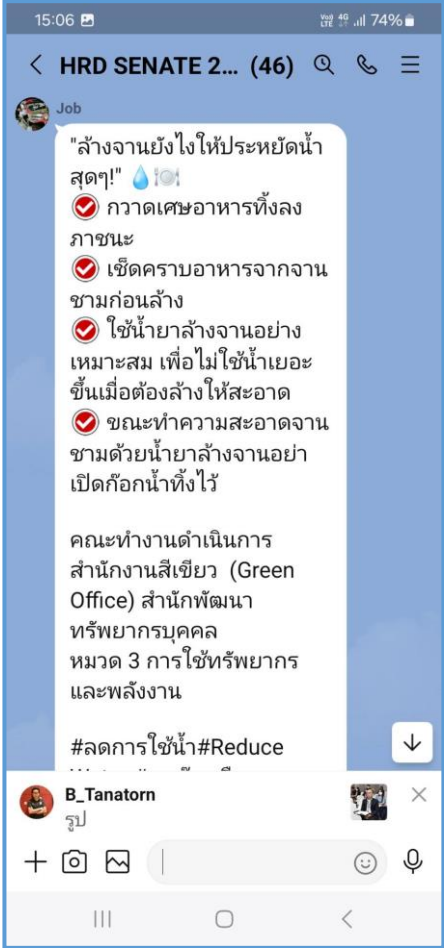 15:06
Vo) 4G
LTE 74%
HRD SENATE 2... (46)
Job
"ล้างจานยังไงให้ประหยัดน้ำ
สุดๆ!" 💧🍽️
กวาดเศษอาหารทิ้งลง
ภาชนะ
เช็ดคราบอาหารจากจาน
ชามก่อนล้าง
ใช้น้ำยาล้างจานอย่าง
เหมาะสม เพื่อไม่ใช้น้ำเยอะ
ขึ้นเมื่อต้องล้างให้สะอาด
ขณะทำความสะอาดจาน
ชามด้วยน้ำยาล้างจานอย่า
เปิดก๊อกน้ำทิ้งไว้
คณะทำงานดำเนินการ
สำนักงานสีเขียว (Green
Office) สำนักพัฒนา
ทรัพยากรบุคคล
หมวด 3 การใช้ทรัพยากร
และพลังงาน
#ลดการใช้น้ำ#Reduce
B_Tanatorn
รูป